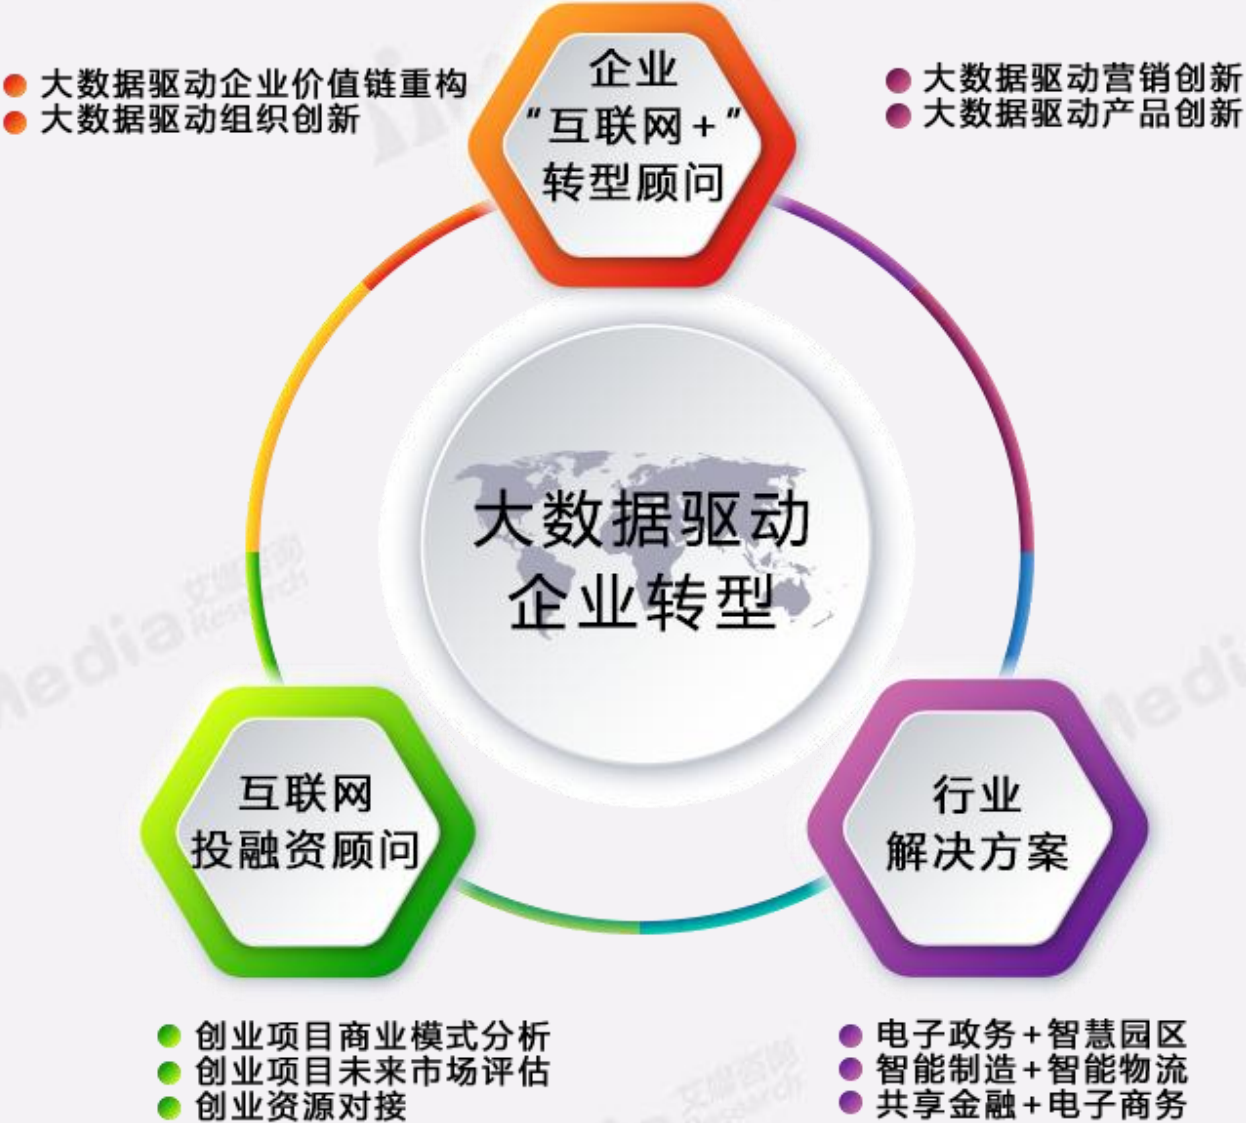 企业
“互联网+”
转型顾问
大数据驱动企业价值链重构
大数据驱动组织创新
大数据驱动营销创新
大数据驱动产品创新
大数据驱动
企业转型
互联网
投融资顾问
行业
解决方案
创业项目商业模式分析
创业项目未来市场评估
创业资源对接
电子政务+智慧园区
智能制造+智能物流
共享金融+电子商务
艾媒咨询
Media Research